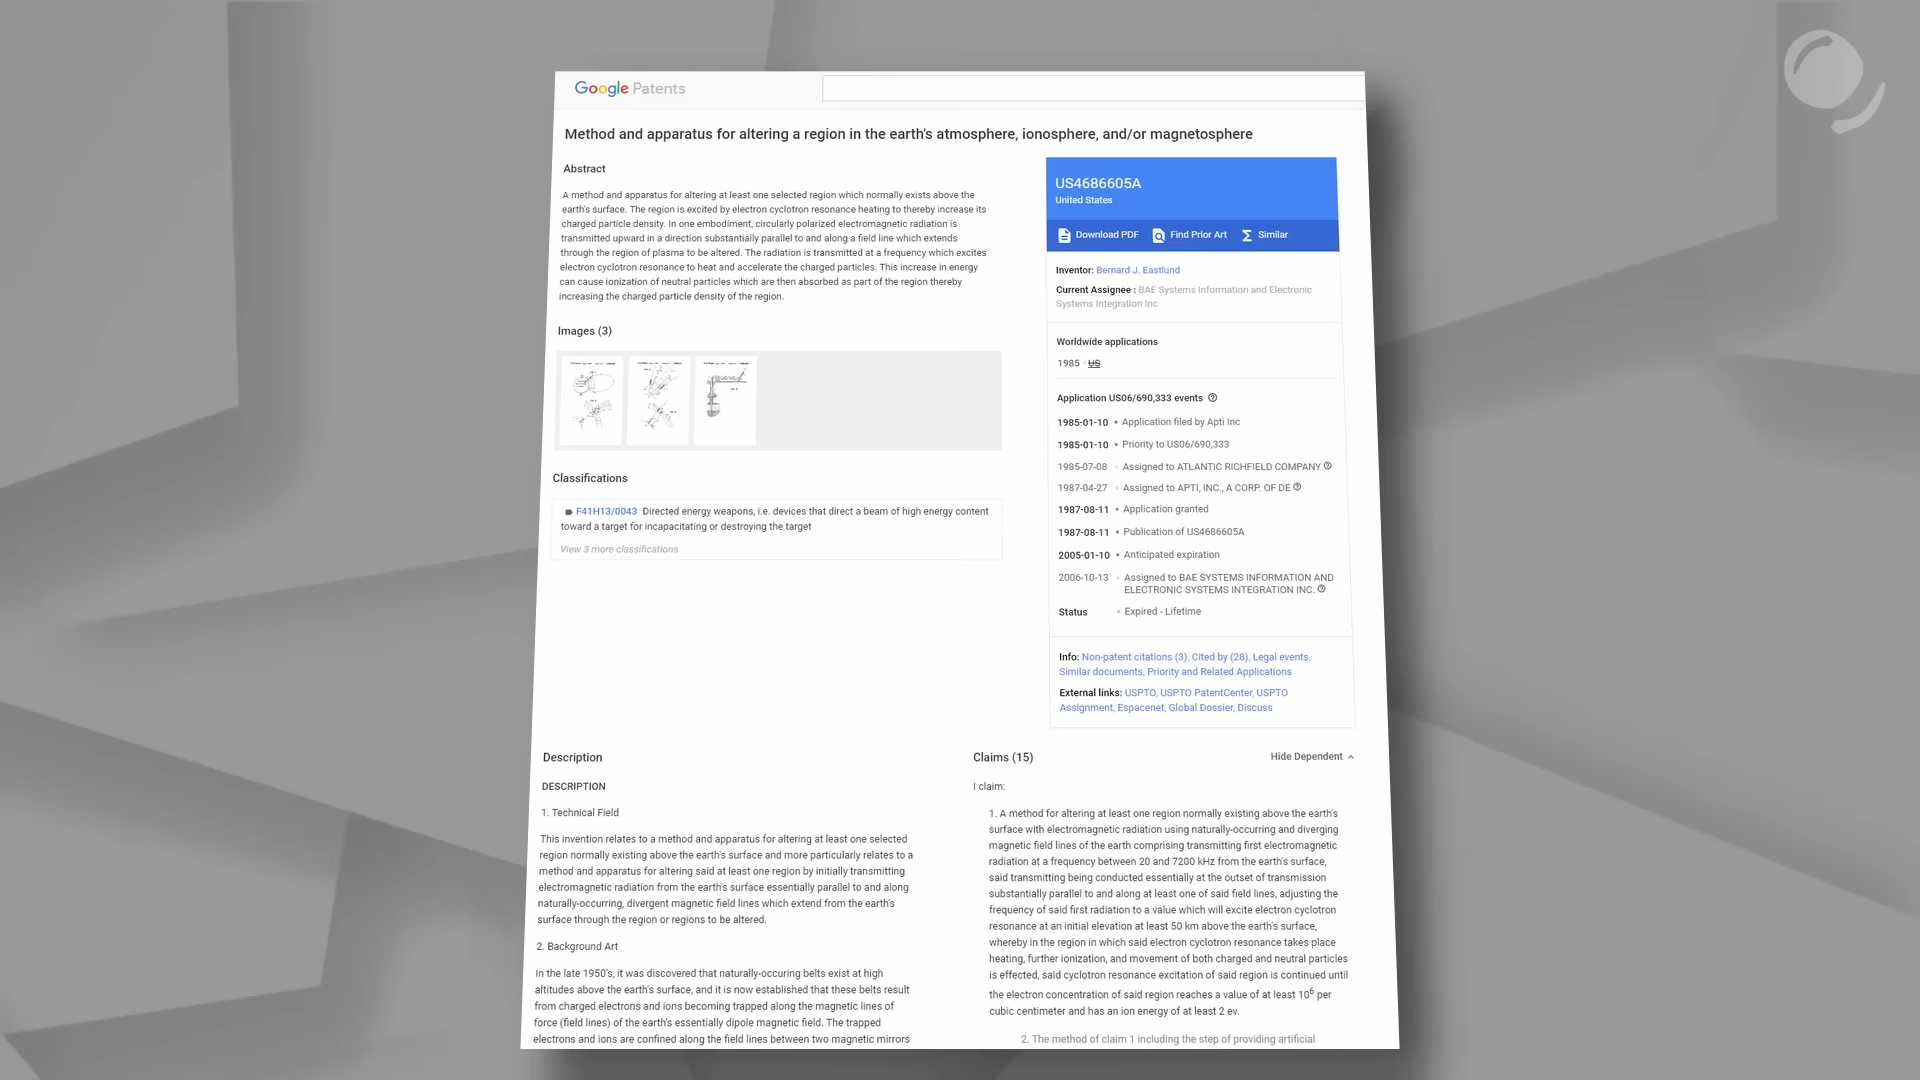 Google Patents
Method and apparatus for altering a region in the earth's atmosphere, ionosphere, and/or magnetosphere
Abstract
A method and apparatus for altering at least one selected region which normally exists above the
earth's surface. The region is excited by electron cyclotron resonance heating to thereby increase its
charged particle density. In one embodiment, circularly polarized electromagnetic radiation is
transmitted upward in a direction substantially parallel to and along a field line which extends
through the region of plasma to be altered. The radiation is transmitted at a frequency which excites
electron cyclotron resonance to heat and accelerate the charged particles. This increase in energy
can cause ionization of neutral particles which are then absorbed as part of the region thereby
increasing the charged particle density of the region.
Images (3)
Classifications
F41H13/0043 Directed energy weapons, i.e. devices that direct a beam of high energy content
toward a target for incapacitating or destroying the target
View 3 more classifications
US4686605A
United States
Download PDF Find Prior Art Similar
Inventor: Bernard J. Eastlund
Current Assignee : BAE Systems Information and Electronic
Systems Integration Inc
Worldwide applications
1985 · US
Application US06/690,333 events
1985-01-10 • Application filed by Apti Inc
1985-01-10 • Priority to US06/690,333
1985-07-08 • Assigned to ATLANTIC RICHFIELD COMPANY
1987-04-27 • Assigned to APTI, INC., A CORP. OF DE
1987-08-11 • Application granted
1987-08-11 • Publication of US4686605A
2005-01-10 • Anticipated expiration
2006-10-13 • Assigned to BAE SYSTEMS INFORMATION AND
ELECTRONIC SYSTEMS INTEGRATION INC.
Status • Expired - Lifetime
Info: Non-patent citations (3), Cited by (28), Legal events,
Similar documents, Priority and Related Applications
External links: USPTO, USPTO PatentCenter, USPTO
Assignment, Espacenet, Global Dossier, Discuss
Description
DESCRIPTION
1. Technical Field
This invention relates to a method and apparatus for altering at least one selected
region normally existing above the earth's surface and more particularly relates to a
method and apparatus for altering said at least one region by initially transmitting
electromagnetic radiation from the earth's surface essentially parallel to and along
naturally-occurring, divergent magnetic field lines which extend from the earth's
surface through the region or regions to be altered.
2. Background Art
In the late 1950's, it was discovered that naturally-occuring belts exist at high
altitudes above the earth's surface, and it is now established that these belts result
from charged electrons and ions becoming trapped along the magnetic lines of
force (field lines) of the earth's essentially dipole magnetic field. The trapped
electrons and ions are confined along the field lines between two magnetic mirrors
Claims (15)
Hide Dependent
I claim:
1. A method for altering at least one region normally existing above the earth's
surface with electromagnetic radiation using naturally-occurring and diverging
magnetic field lines of the earth comprising transmitting first electromagnetic
radiation at a frequency between 20 and 7200 kHz from the earth's surface,
said transmitting being conducted essentially at the outset of transmission
substantially parallel to and along at least one of said field lines, adjusting the
frequency of said first radiation to a value which will excite electron cyclotron
resonance at an initial elevation at least 50 km above the earth's surface,
whereby in the region in which said electron cyclotron resonance takes place
heating, further ionization, and movement of both charged and neutral particles
is effected, said cyclotron resonance excitation of said region is continued until
the electron concentration of said region reaches a value of at least 10⁶ per
cubic centimeter and has an ion energy of at least 2 ev.
2. The method of claim 1 including the step of providing artificial